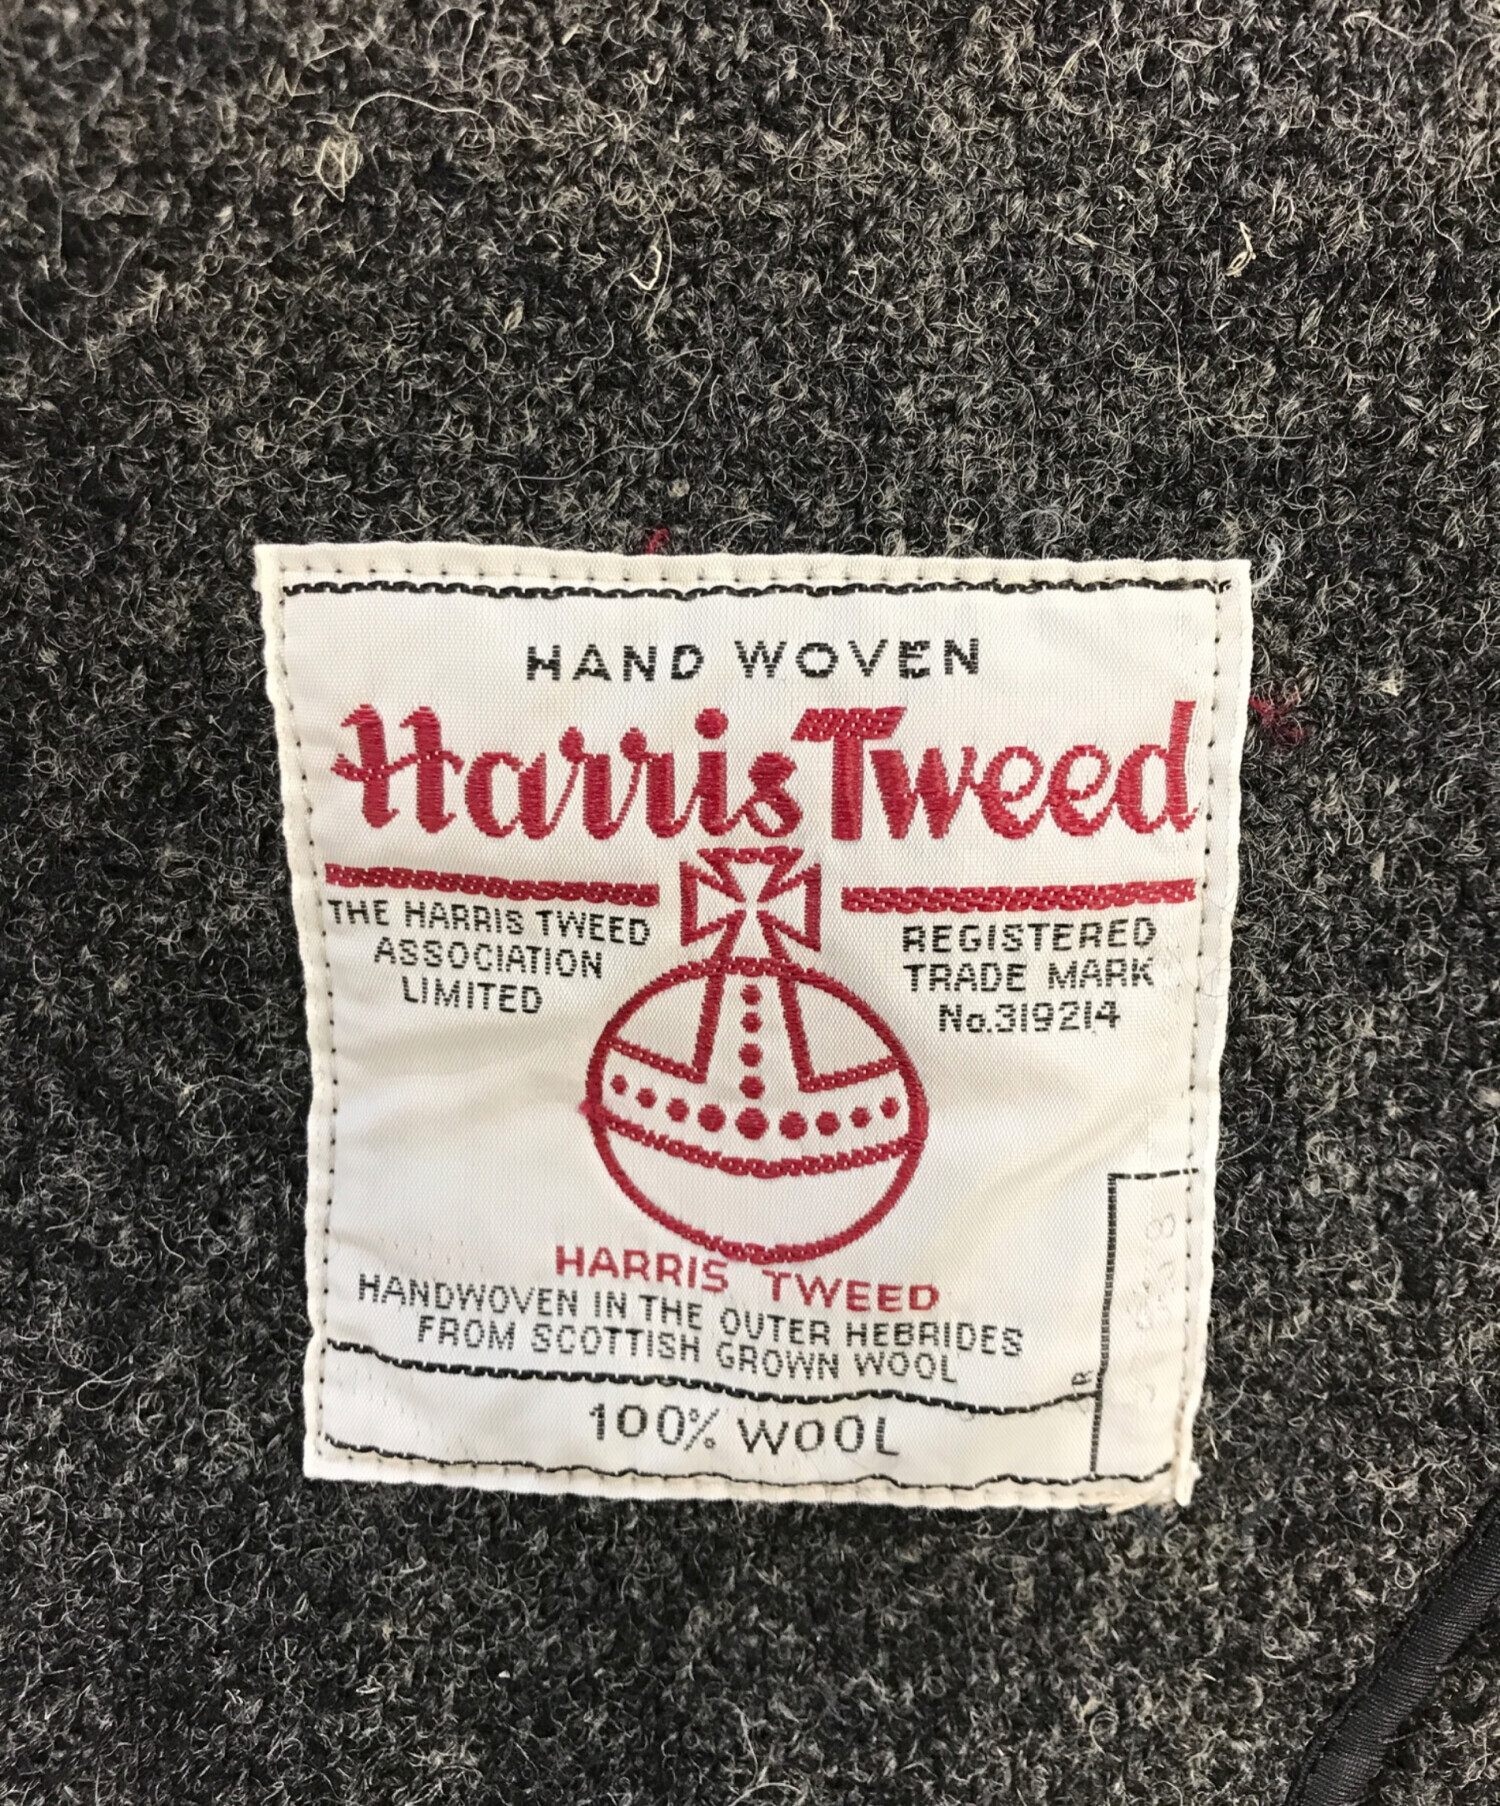 HAND WOVEN
Harris Tweed
THE HARRIS TWEED
ASSOCIATION
LIMITED
REGISTERED
TRADE MARK
No.319214
HARRIS TWEED
HANDWOVEN IN THE OUTER HEBRIDES
FROM SCOTTISH GROWN WOOL
100% WOOL